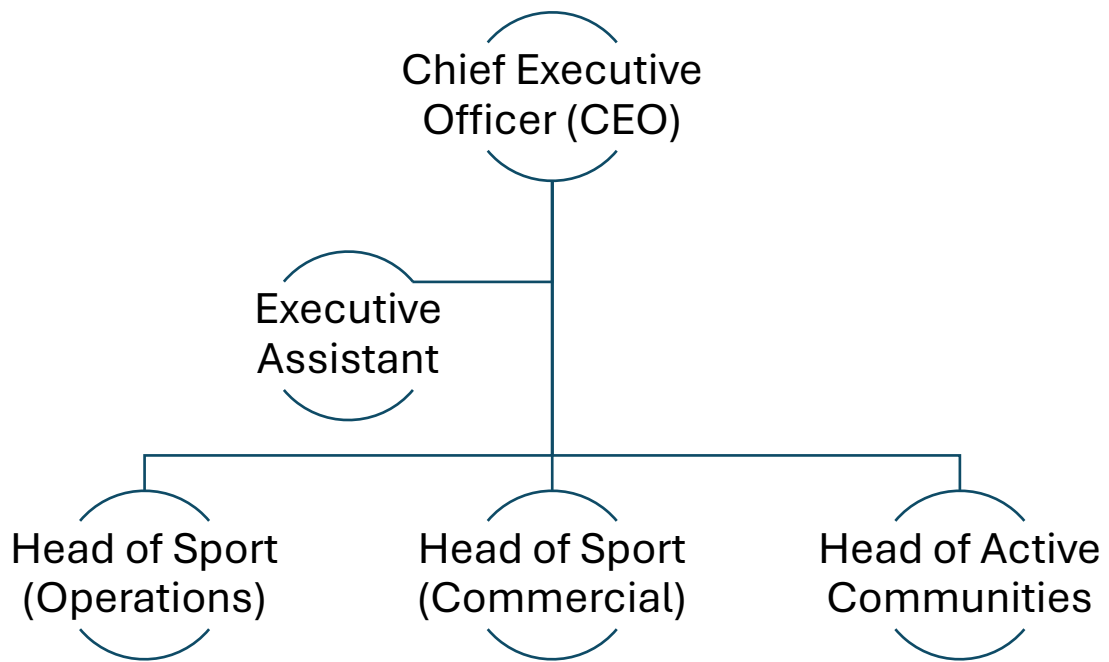 Chief Executive
Officer (CEO)
Executive
Assistant
Head of Sport
(Operations)
Head of Sport
(Commercial)
Head of Active
Communities